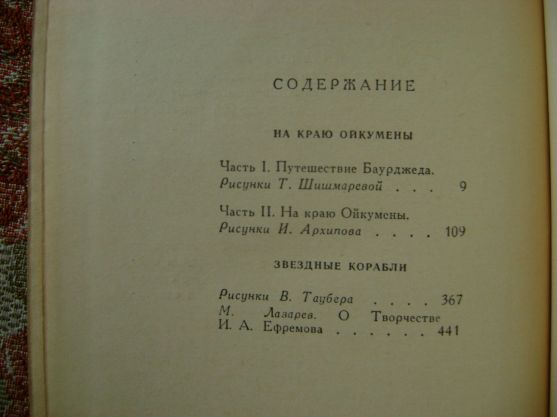 СОДЕРЖАНИЕ
НА КРАЮ ОЙКУМЕНЫ
Часть I. Путешествие Баурджеда.
Рисунки Т. Шишмаревой . . . 9
Часть II. На краю Ойкумены.
Рисунки И. Архипова . . . . 109
ЗВЕЗДНЫЕ КОРАБЛИ
Рисунки В. Таубера . . . . 367
М. Лазарев. О Творчестве
И. А. Ефремова . . . . . . 441